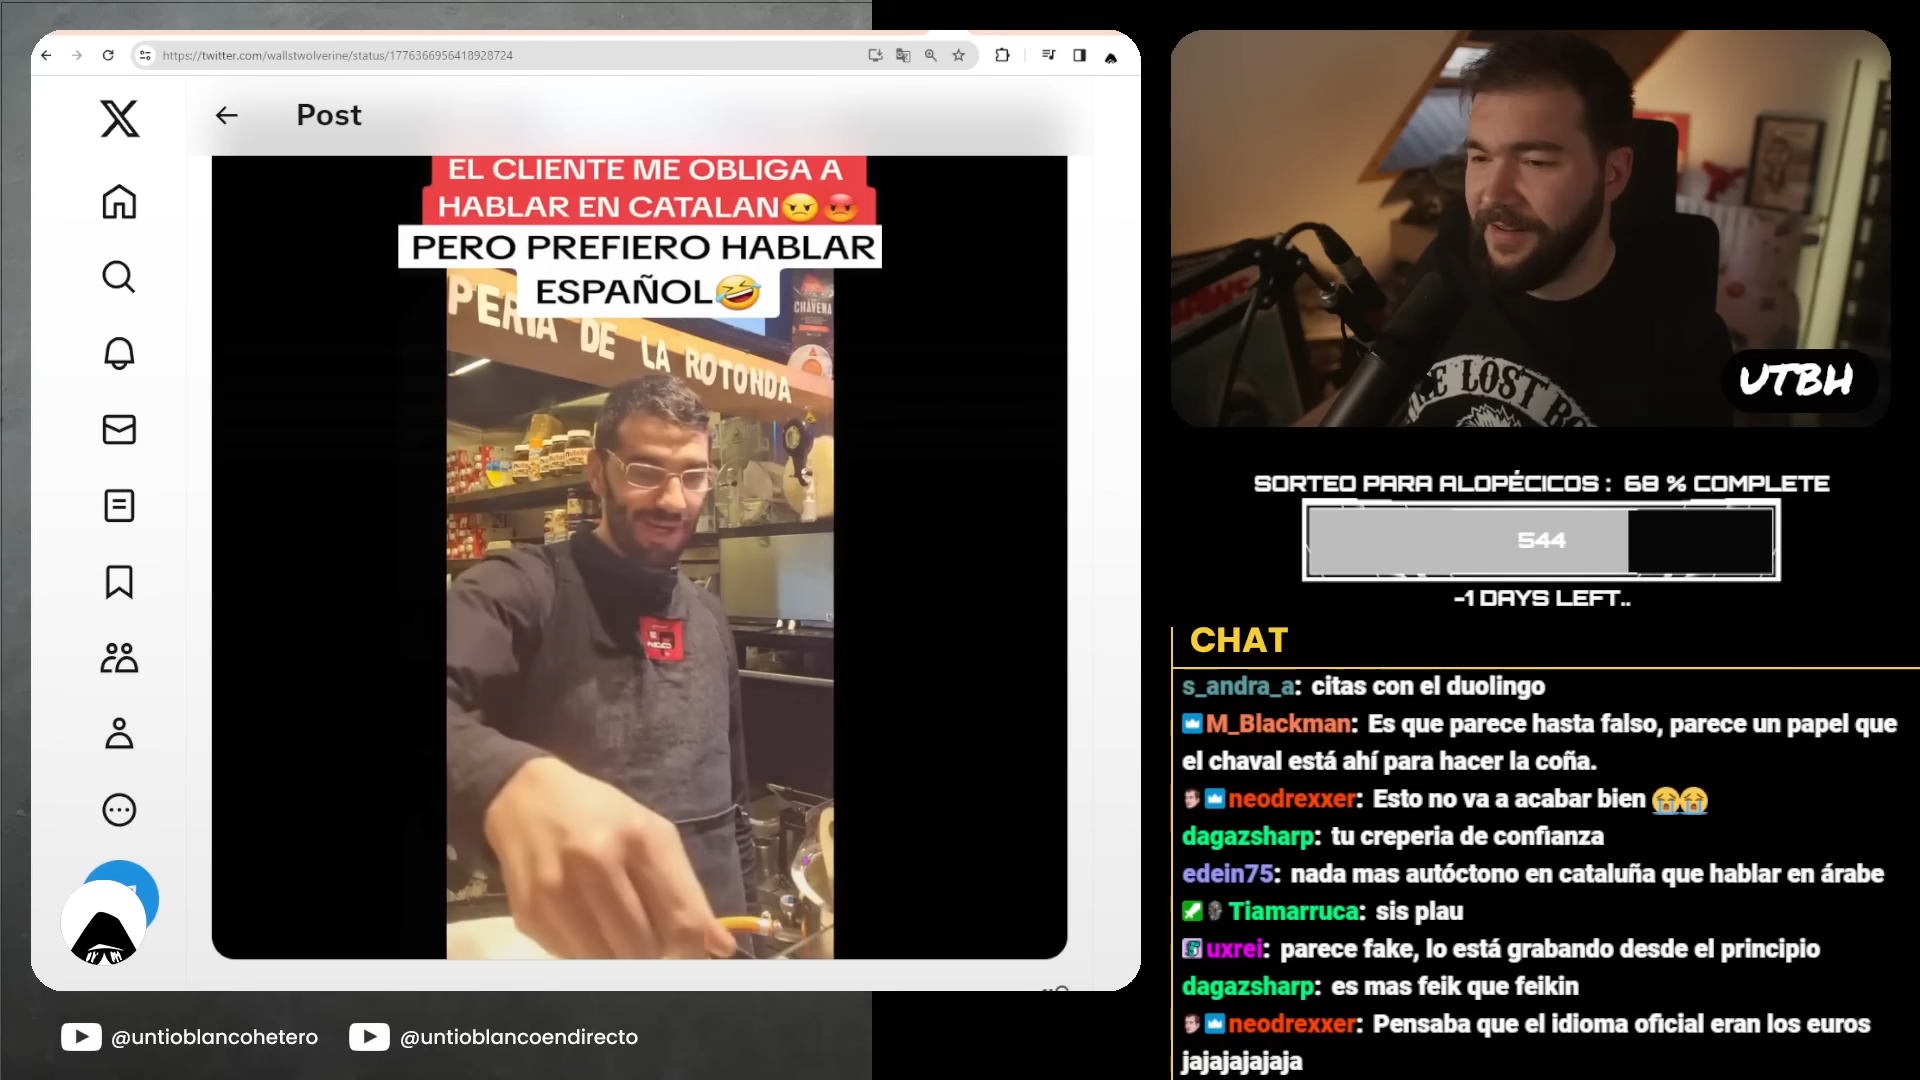 https://twitter.com/wallstwolverine/status/1776366956418928724
Post
EL CLIENTE ME OBLIGA A
HABLAR EN CATALAN😠😡
PERO PREFIERO HABLAR
ESPAÑOL🤣
PERIA DE LA ROTONDA
CHÁVENA
nutella
THE LOST BO
UTBH
SORTEO PARA ALOPÉCICOS : 68 % COMPLETE
544
-1 DAYS LEFT..
CHAT
s_andra_a: citas con el duolingo
M_Blackman: Es que parece hasta falso, parece un papel que
el chaval está ahí para hacer la coña.
neodrexxer: Esto no va a acabar bien 😭😭
dagazsharp: tu creperia de confianza
edein75: nada mas autóctono en cataluña que hablar en árabe
Tiamarruca: sis plau
uxrei: parece fake, lo está grabando desde el principio
dagazsharp: es mas feik que feikin
neodrexxer: Pensaba que el idioma oficial eran los euros
jajajajajaja
@untioblancohetero
@untioblancoendirecto